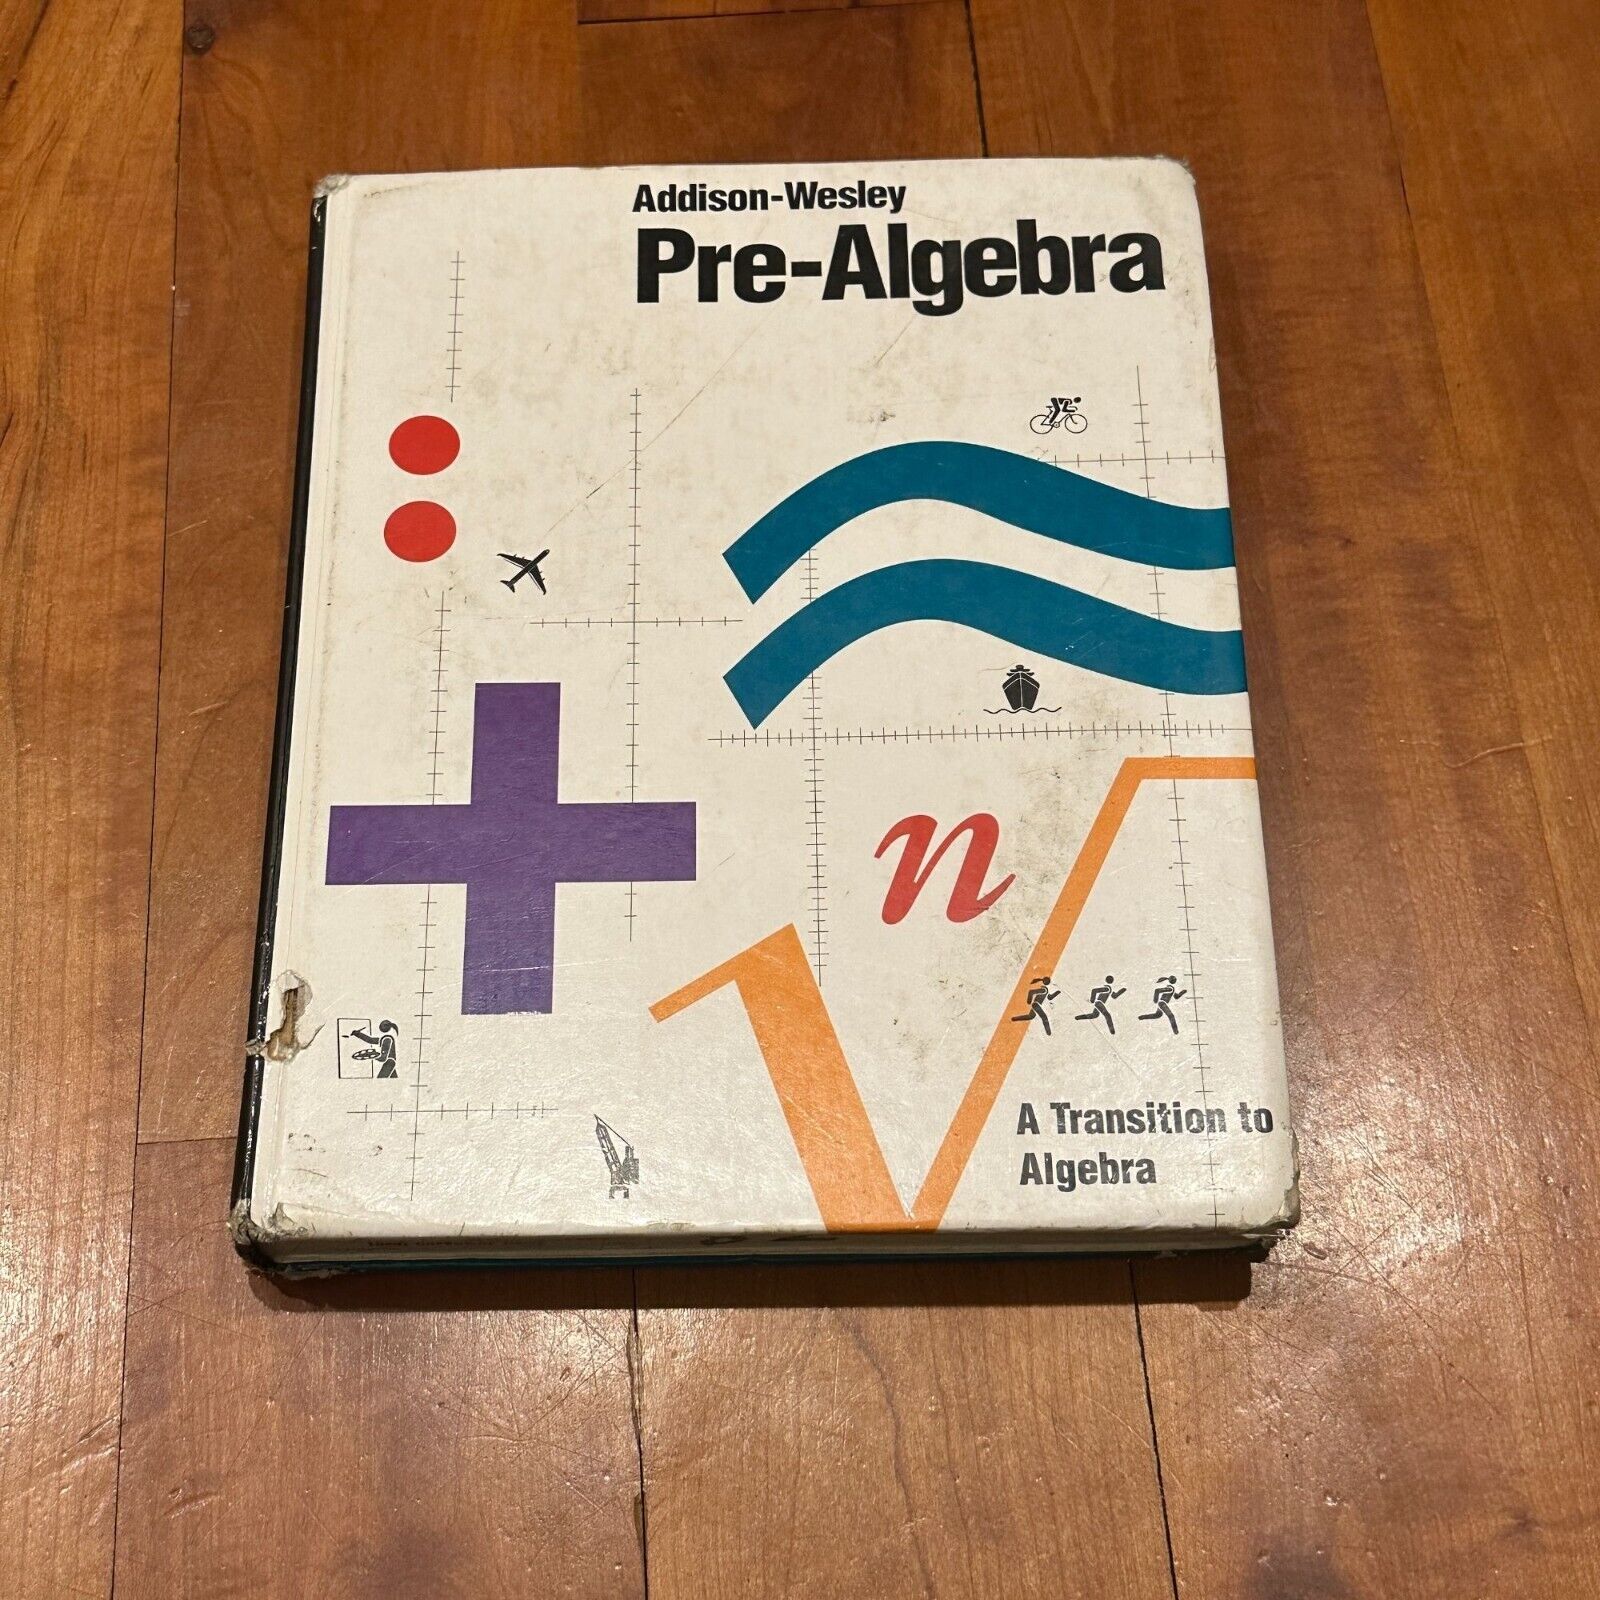 Addison-Wesley
Pre-Algebra
n
A Transition to
Algebra